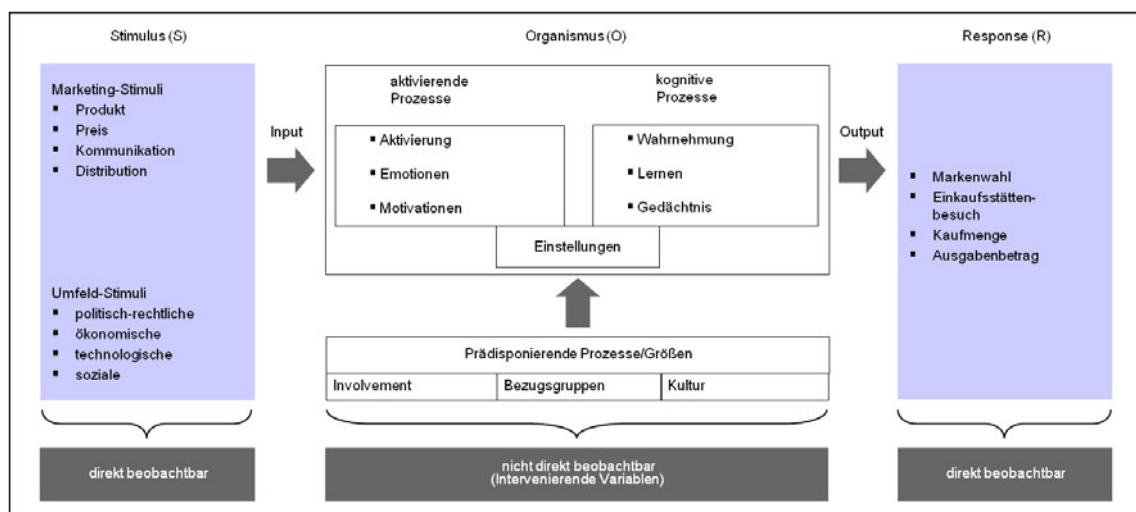 Stimulus (S)
Organismus (O)
Response (R)
Marketing-Stimuli
▪ Produkt
▪ Preis
▪ Kommunikation
▪ Distribution
Umfeld-Stimuli
▪ politisch-rechtliche
▪ ökonomische
▪ technologische
▪ soziale
Input
aktivierende
Prozesse
▪ Aktivierung
▪ Emotionen
▪ Motivationen
kognitive
Prozesse
▪ Wahrnehmung
▪ Lernen
▪ Gedächtnis
Einstellungen
Prädisponierende Prozesse/Größen
Involvement
Bezugsgruppen
Kultur
Output
▪ Markenwahl
▪ Einkaufsstätten-
besuch
▪ Kaufmenge
▪ Ausgabenbetrag
direkt beobachtbar
nicht direkt beobachtbar
(Intervenierende Variablen)
direkt beobachtbar